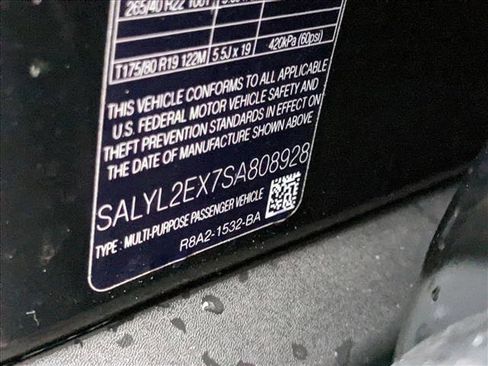 265/40 R22 106Y
T175/80 R19 122M 5.5J x 19 420kPa (60psi)
THIS VEHICLE CONFORMS TO ALL APPLICABLE
U.S. FEDERAL MOTOR VEHICLE SAFETY AND
THEFT PREVENTION STANDARDS IN EFFECT ON
THE DATE OF MANUFACTURE SHOWN ABOVE
SALYL2EX7SA808928
TYPE : MULTI-PURPOSE PASSENGER VEHICLE
R8A2-1532-BA